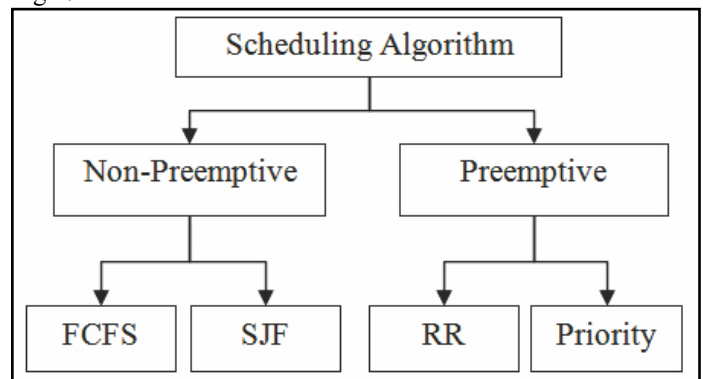 Scheduling Algorithm
Non-Preemptive
Preemptive
FCFS
SJF
RR
Priority